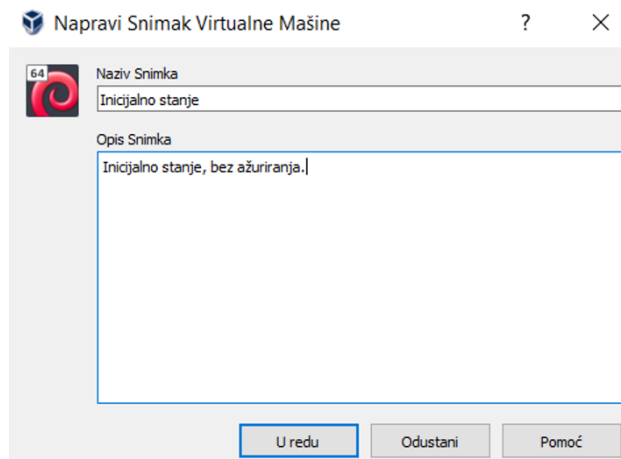 Napravi Snimak Virtualne Mašine ?
64
Naziv Snimka
Inicijalno stanje
Opis Snimka
Inicijalno stanje, bez ažuriranja.
U redu Odustani Pomoć